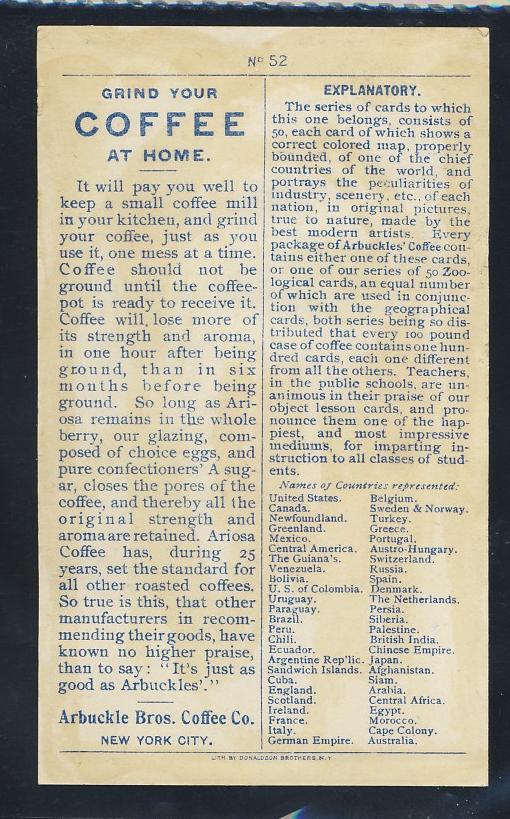 No 52
GRIND YOUR
COFFEE
AT HOME.
It will pay you well to
keep a small coffee mill
in your kitchen, and grind
your coffee, just as you
use it, one mess at a time.
Coffee should not be
ground until the coffee-
pot is ready to receive it.
Coffee will lose more of
its strength and aroma,
in one hour after being
ground, than in six
months before being
ground. So long as Ari-
osa remains in the whole
berry, our glazing, com-
posed of choice eggs, and
pure confectioners' A sug-
ar, closes the pores of the
coffee, and thereby all the
original strength and
aroma are retained. Ariosa
Coffee has, during 25
years, set the standard for
all other roasted coffees.
So true is this, that other
manufacturers in recom-
mending their goods, have
known no higher praise,
than to say: "It's just as
good as Arbuckles'."
Arbuckle Bros. Coffee Co.
NEW YORK CITY.
EXPLANATORY.
The series of cards to which
this one belongs, consists of
50, each card of which shows a
correct colored map, properly
bounded, of one of the chief
countries of the world, and
portrays the peculiarities of
industry, scenery, etc., of each
nation, in original pictures,
true to nature, made by the
best modern artists. Every
package of Arbuckles' Coffee con-
tains either one of these cards,
or one of our series of 50 Zoo-
logical cards, an equal number
of which are used in conjunc-
tion with the geographical
cards, both series being so dis-
tributed that every 100 pound
case of coffee contains one hun-
dred cards, each one different
from all the others. Teachers,
in the public schools, are un-
animous in their praise of our
object lesson cards, and pro-
nounce them one of the hap-
piest, and most impressive
mediums, for imparting in-
struction to all classes of stud-
ents.
Names of Countries represented:
United States.
Canada.
Newfoundland.
Greenland.
Mexico.
Central America.
The Guiana's.
Venezuela.
Bolivia.
U. S. of Colombia.
Uruguay.
Paraguay.
Brazil.
Peru.
Chili.
Ecuador.
Argentine Rep'lic.
Sandwich Islands.
Cuba.
England.
Scotland.
Ireland.
France.
Italy.
German Empire.
Belgium.
Sweden & Norway.
Turkey.
Greece.
Portugal.
Austro-Hungary.
Switzerland.
Russia.
Spain.
Denmark.
The Netherlands.
Persia.
Siberia.
Palestine.
British India.
Chinese Empire.
Japan.
Afghanistan.
Siam.
Arabia.
Central Africa.
Egypt.
Morocco.
Cape Colony.
Australia.
LITH. BY DONALDSON BROTHERS, N.Y